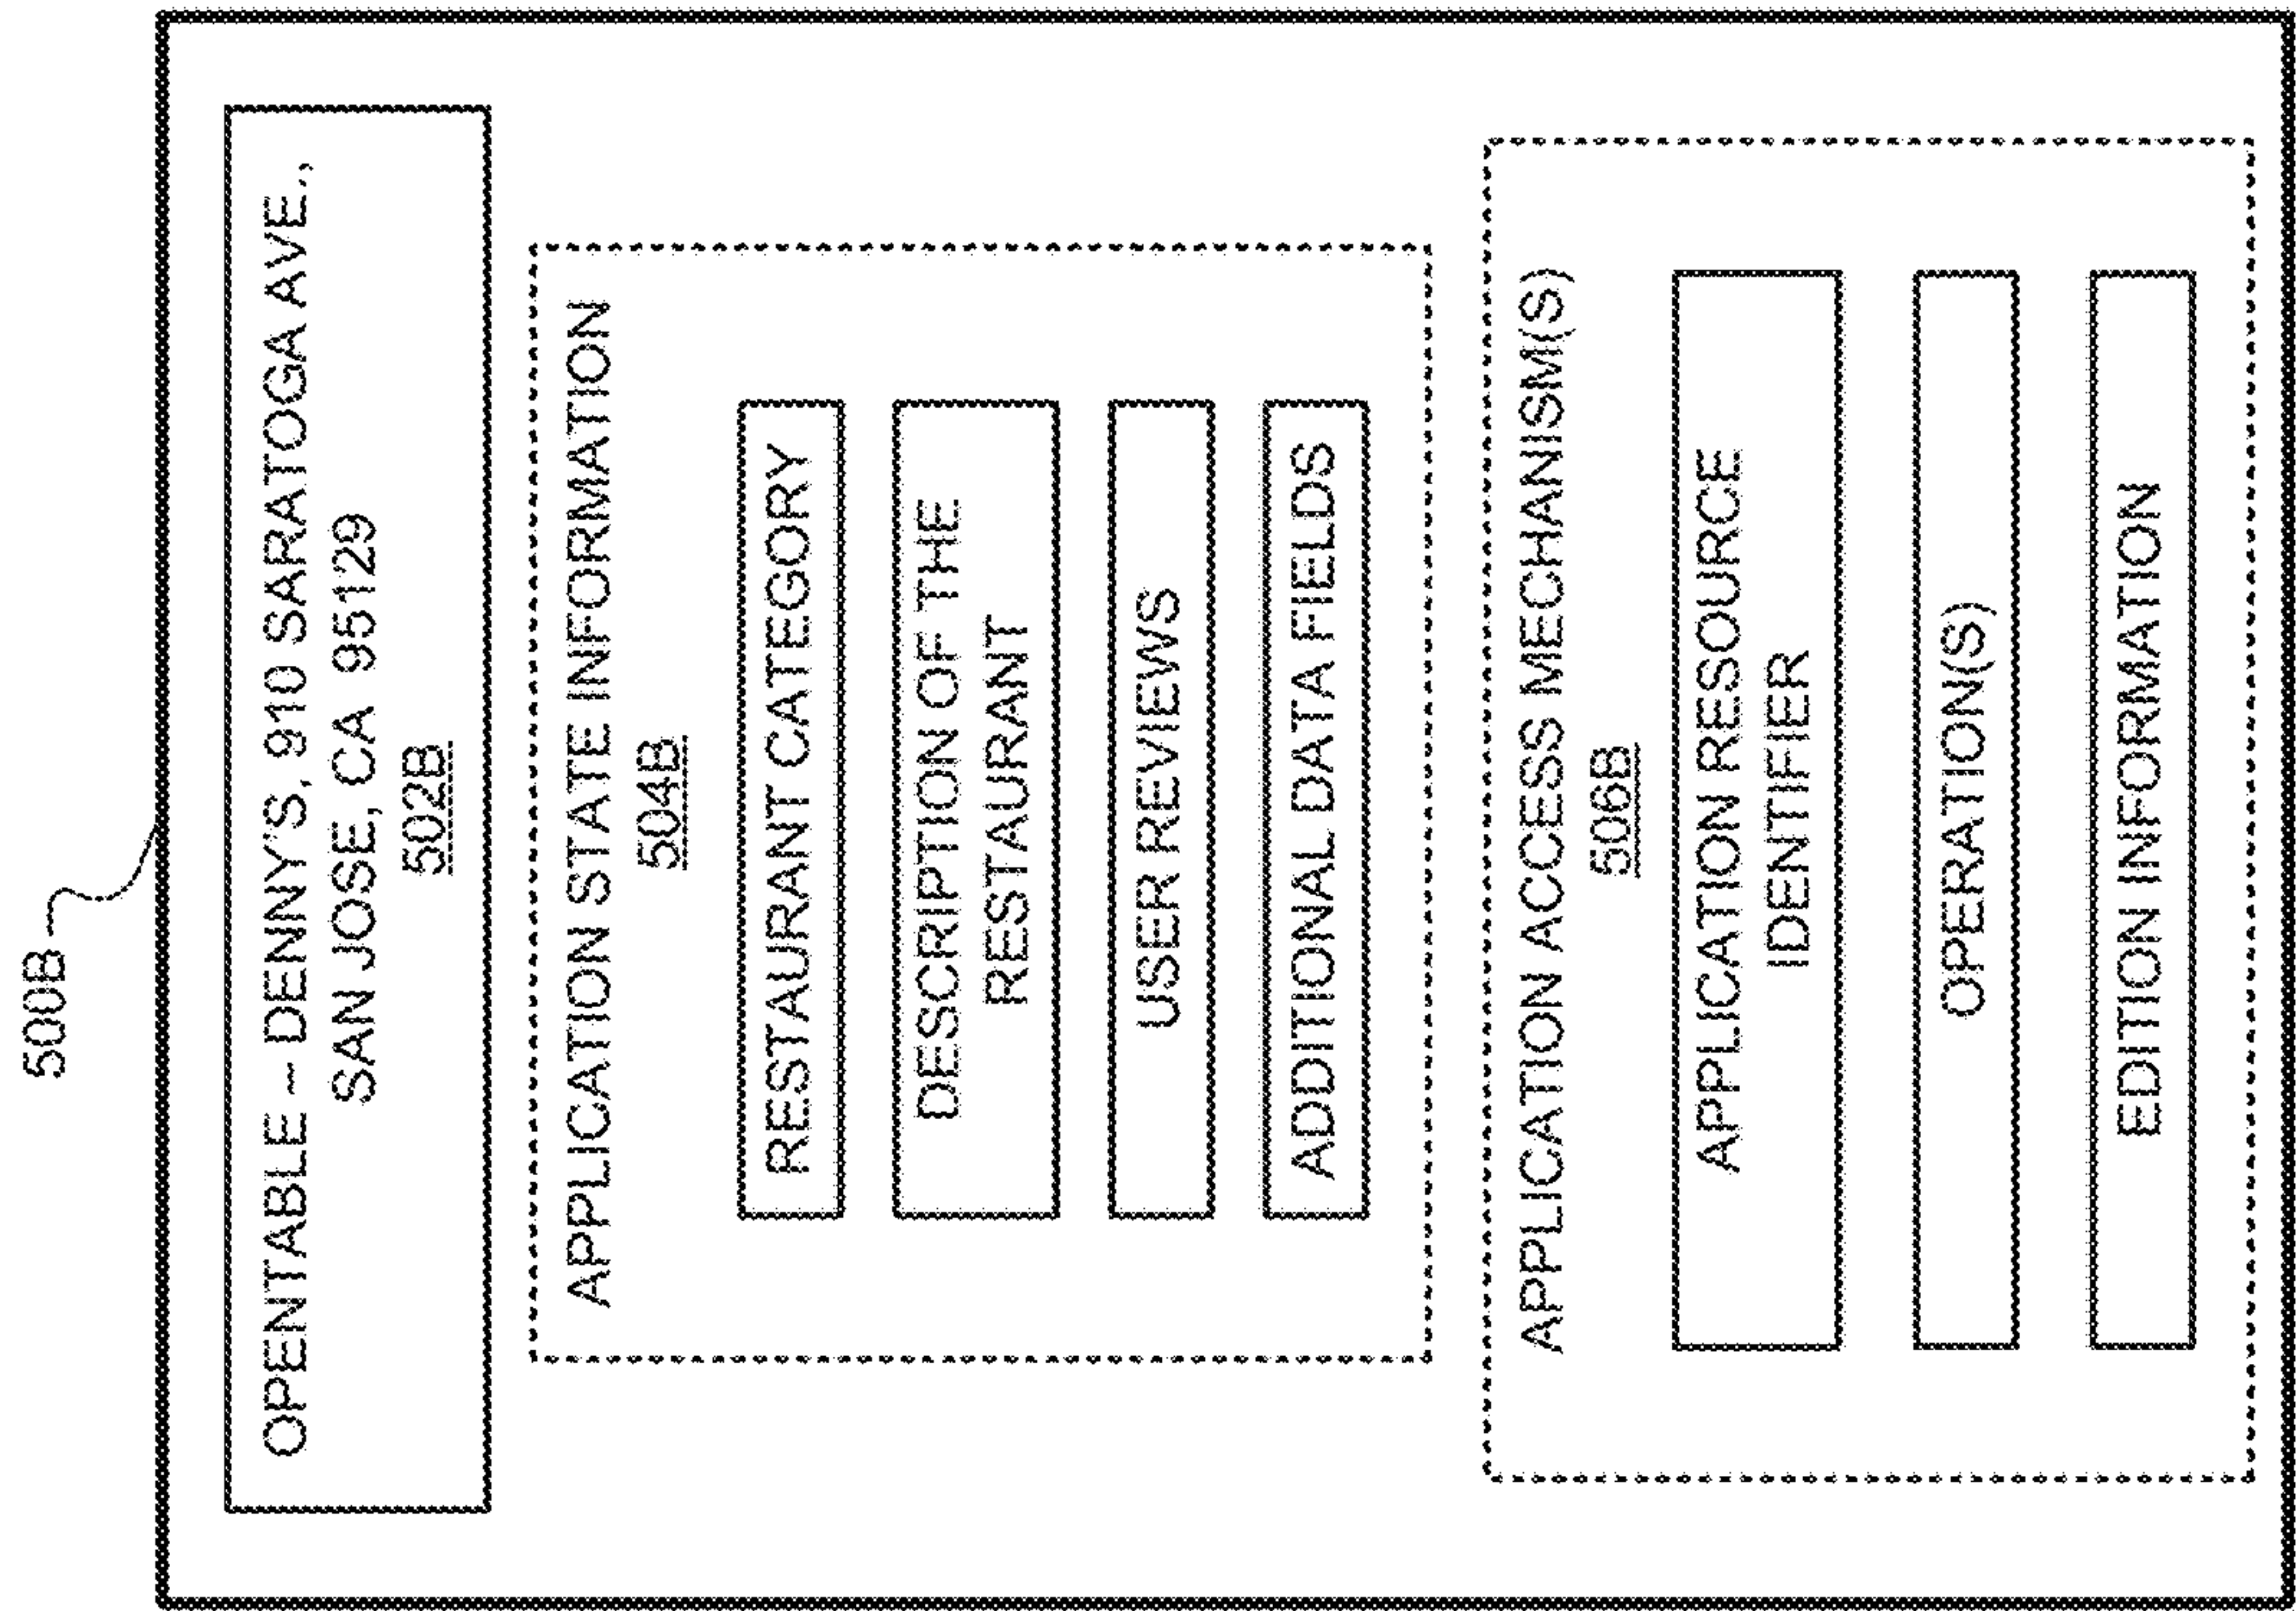 500B
OPENTABLE – DENNY'S, 910 SARATOGA AVE.,
SAN JOSE, CA 95129
502B
APPLICATION STATE INFORMATION
504B
RESTAURANT CATEGORY
DESCRIPTION OF THE
RESTAURANT
USER REVIEWS
ADDITIONAL DATA FIELDS
APPLICATION ACCESS MECHANISM(S)
506B
APPLICATION RESOURCE
IDENTIFIER
OPERATION(S)
EDITION INFORMATION